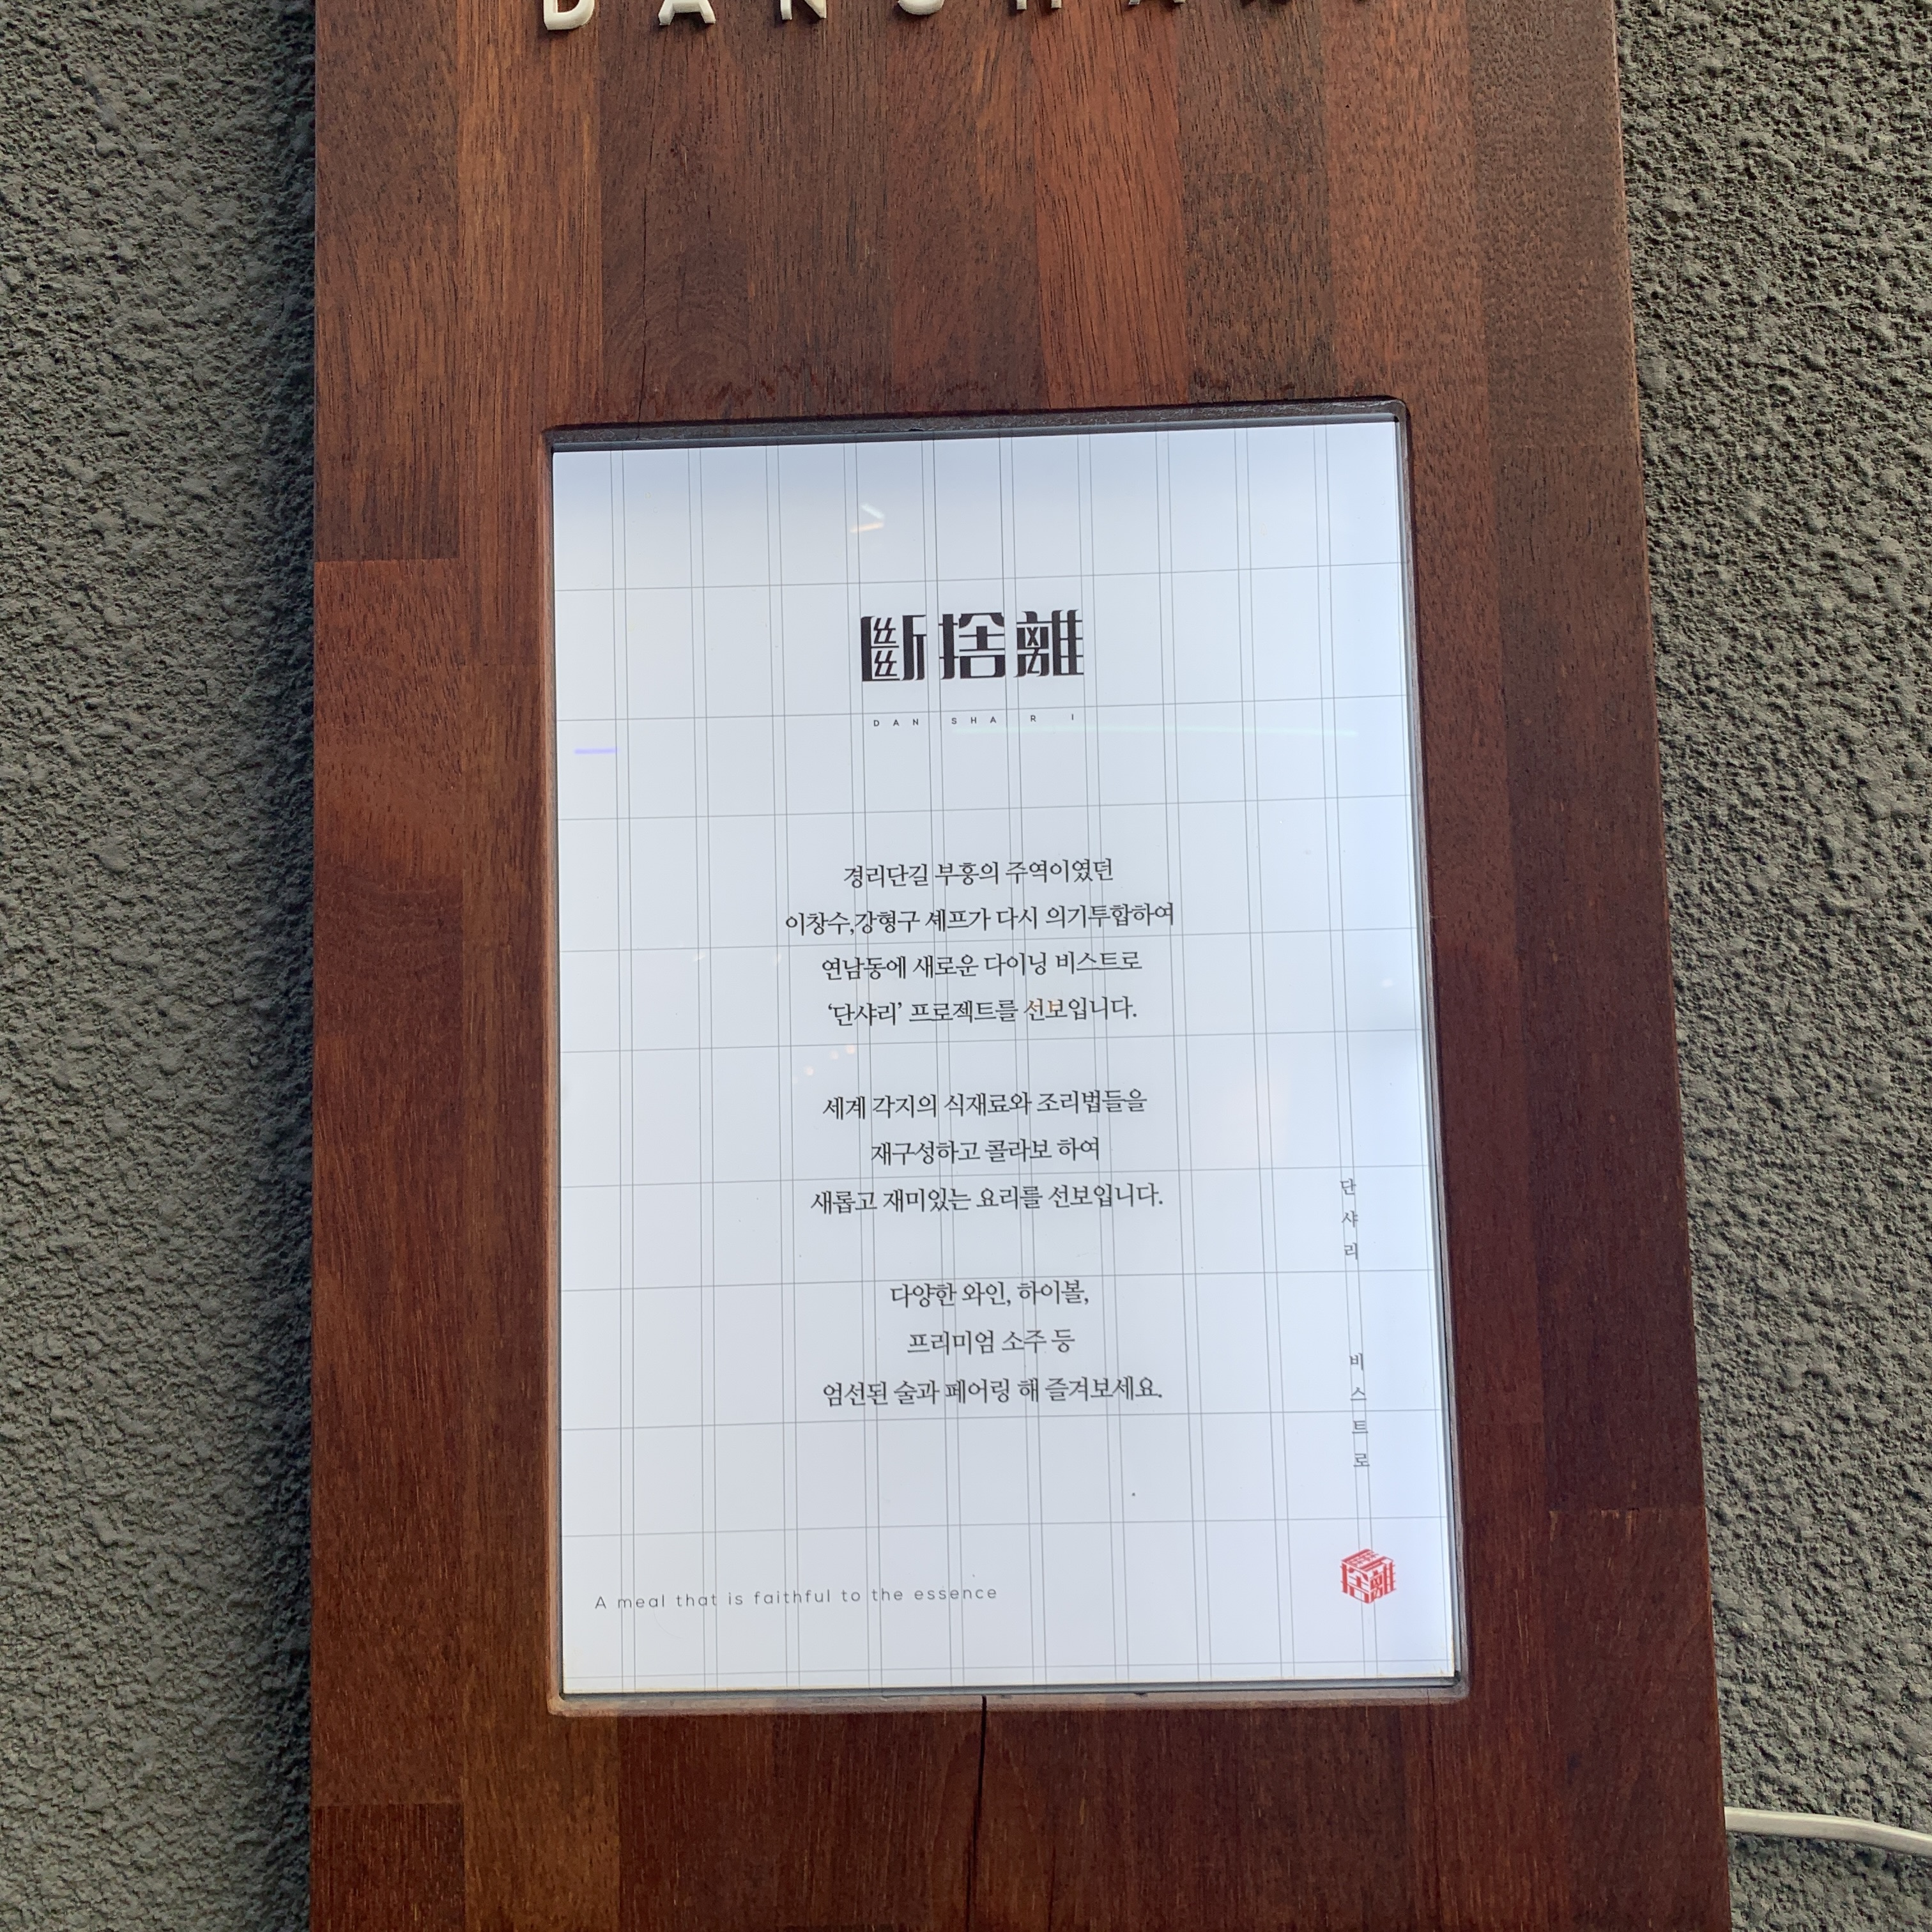 DANSHARI
斷捨離
DAN SHA R I
경리단길 부흥의 주역이였던
이창수,강형구 셰프가 다시 의기투합하여
연남동에 새로운 다이닝 비스트로
‘단샤리’ 프로젝트를 선보입니다.
세계 각지의 식재료와 조리법들을
재구성하고 콜라보 하여
새롭고 재미있는 요리를 선보입니다.
다양한 와인, 하이볼,
프리미엄 소주 등
엄선된 술과 페어링 해 즐겨보세요.
단샤리 비스트로
A meal that is faithful to the essence
捨離